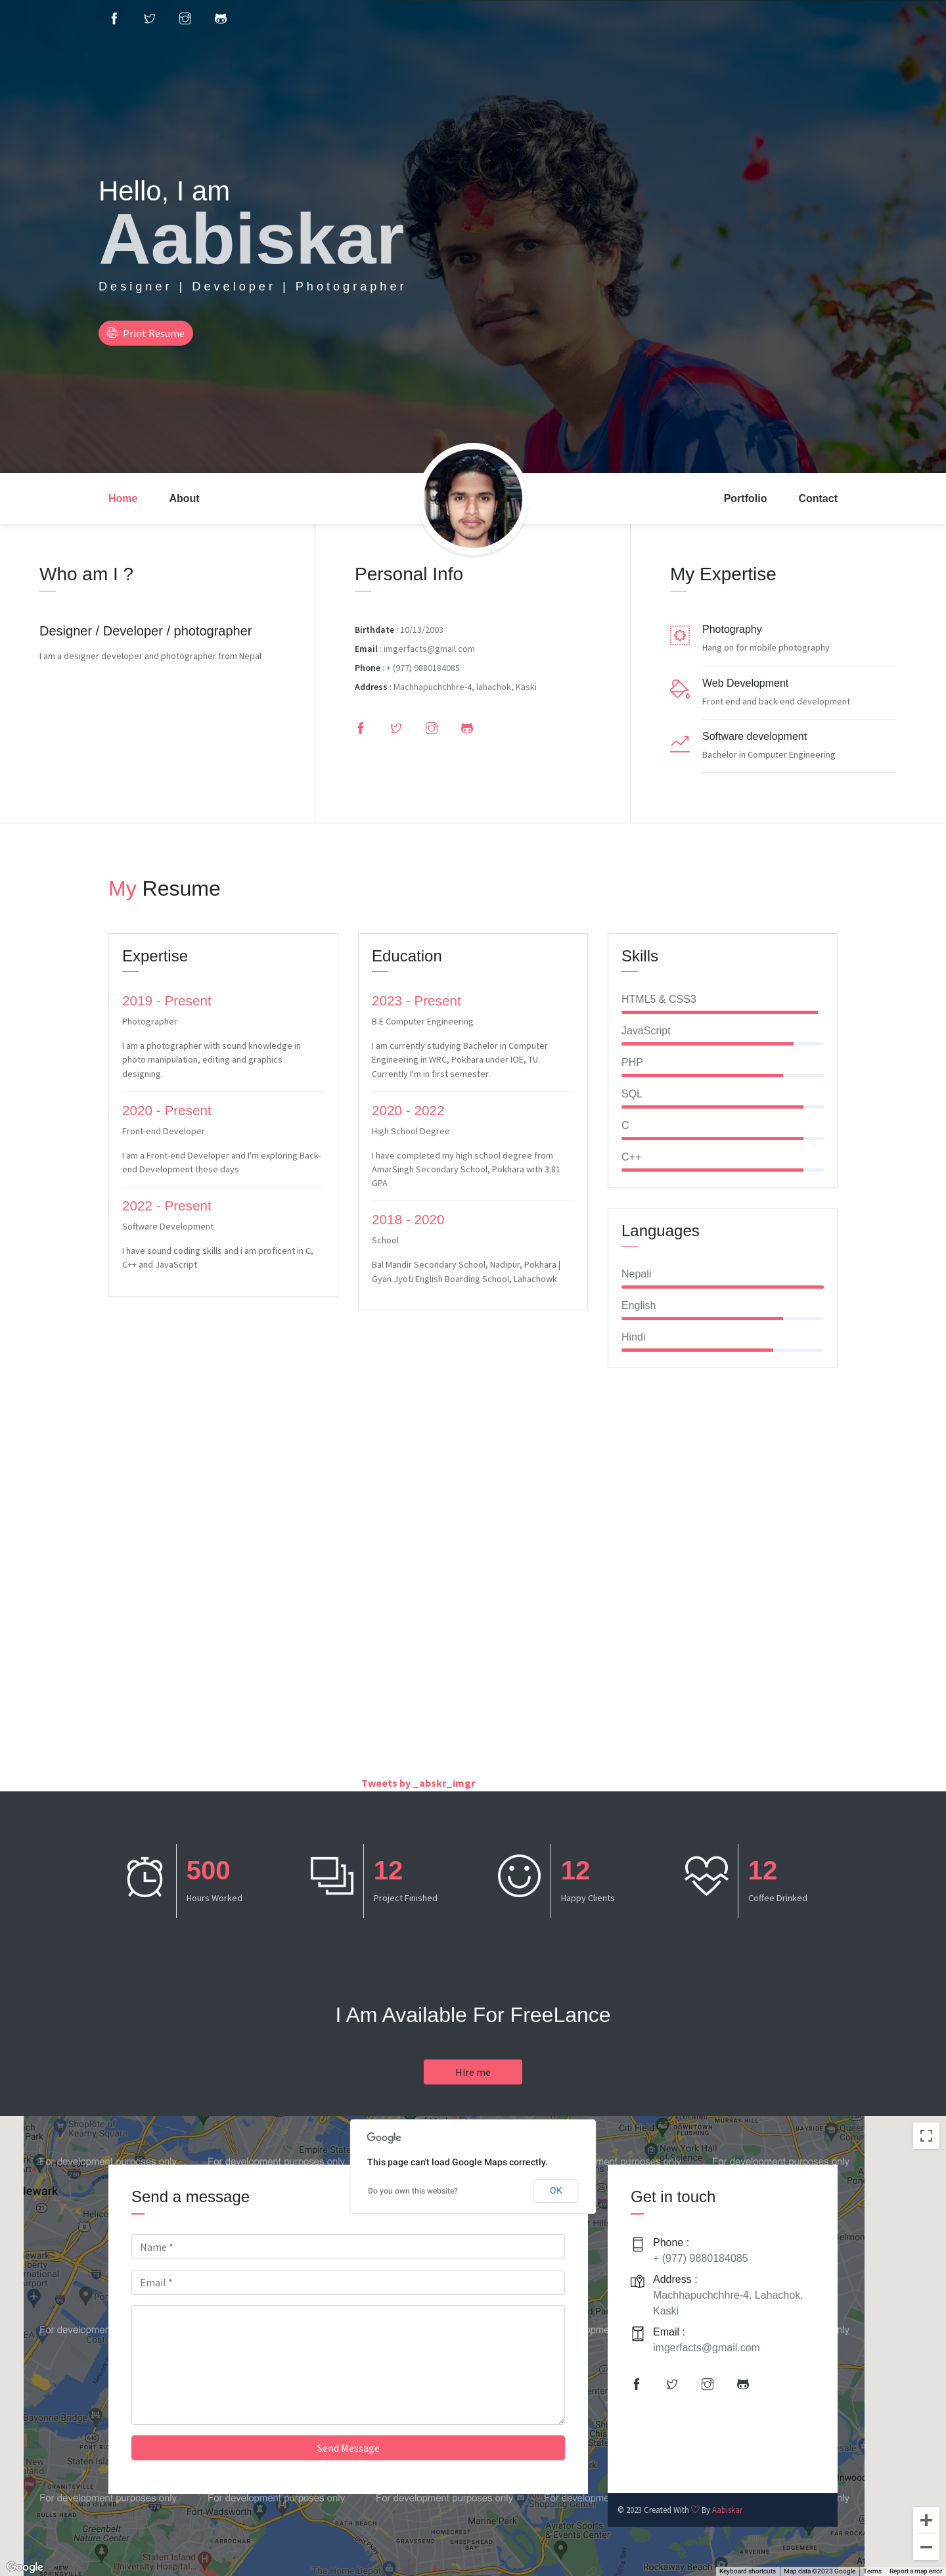 Hello, I am
Aabiskar
Designer | Developer | Photographer
Print Resume
Home
About
Portfolio
Contact
Who am I ?
Designer / Developer / photographer
I am a designer developer and photographer from Nepal
Personal Info
Birthdate : 10/13/2003
Email : imgerfacts@gmail.com
Phone : + (977) 9880184085
Address : Machhapuchchhre-4, lahachok, Kaski
My Expertise
Photography
Hang on for mobile photography
Web Development
Front end and back end development
Software development
Bachelor in Computer Engineering
My Resume
Expertise
2019 - Present
Photographer
I am a photographer with sound knowledge in
photo manipulation, editing and graphics
designing.
2020 - Present
Front-end Developer
I am a Front-end Developer and I'm exploring Back-
end Development these days
2022 - Present
Software Development
I have sound coding skills and i am proficent in C,
C++ and JavaScript
Education
2023 - Present
B.E Computer Engineering
I am currently studying Bachelor in Computer
Engineering in WRC, Pokhara under IOE, TU.
Currently I'm in first semester.
2020 - 2022
High School Degree
I have completed my high school degree from
AmarSingh Secondary School, Pokhara with 3.81
GPA
2018 - 2020
School
Bal Mandir Secondary School, Nadipur, Pokhara |
Gyan Jyoti English Boarding School, Lahachowk
Skills
HTML5 & CSS3
JavaScript
PHP
SQL
C
C++
Languages
Nepali
English
Hindi
Tweets by _abskr_imgr
500
Hours Worked
12
Project Finished
12
Happy Clients
12
Coffee Drinked
I Am Available For FreeLance
Hire me
Google
This page can't load Google Maps correctly.
Do you own this website?
OK
Send a message
Name *
Email *
Send Message
Get in touch
Phone :
+ (977) 9880184085
Address :
Machhapuchchhre-4, Lahachok,
Kaski
Email :
imgerfacts@gmail.com
© 2023 Created With By Aabiskar
For development purposes only
For development purposes only
Google
Keyboard shortcuts
Map data ©2023 Google
Terms
Report a map error